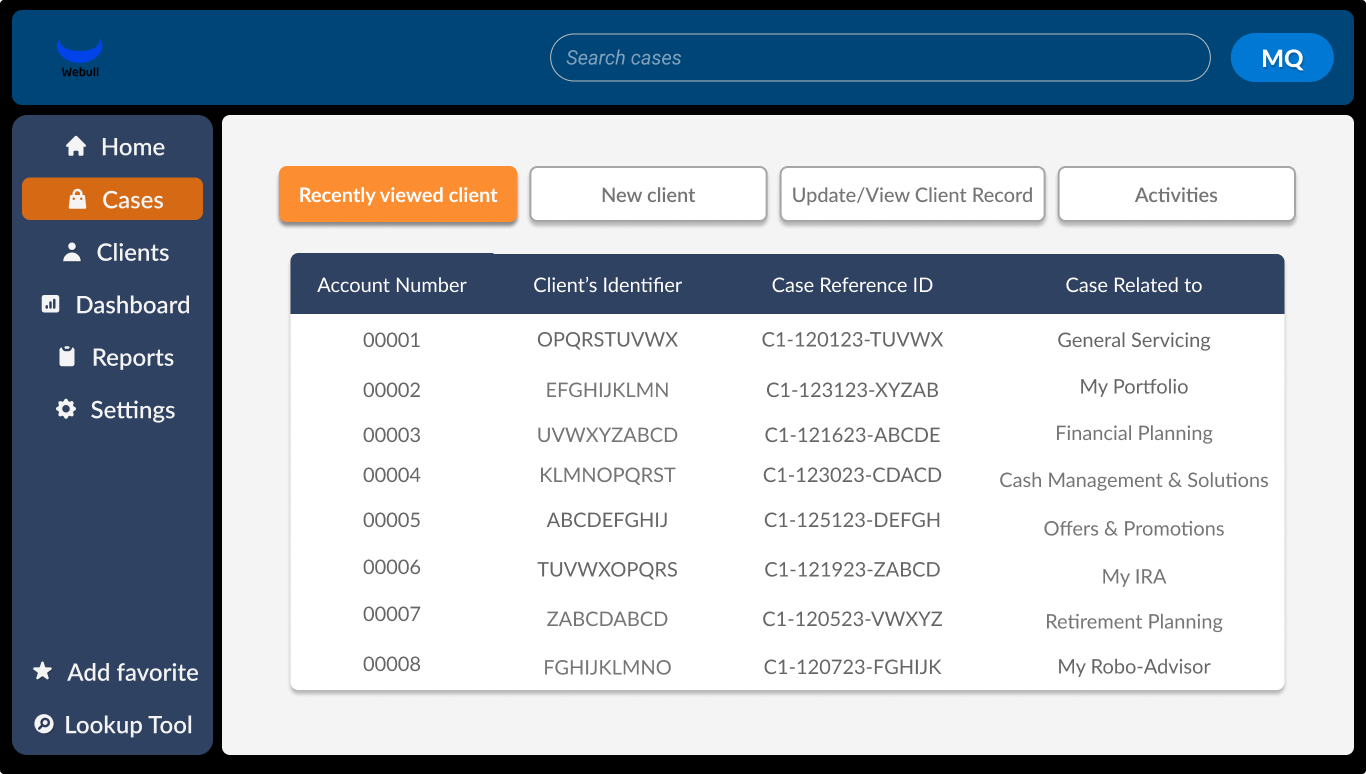 Webull
Search cases
MQ
Home
Cases
Clients
Dashboard
Reports
Settings
Add favorite
Lookup Tool
Recently viewed client
New client
Update/View Client Record
Activities
Account Number Client’s Identifier Case Reference ID Case Related to
00001 OPQRSTUVWX C1-120123-TUVWX General Servicing
00002 EFGHIJKLMN C1-123123-XYZAB My Portfolio
00003 UVWXYZABCD C1-121623-ABCDE Financial Planning
00004 KLMNOPQRST C1-123023-CDACD Cash Management & Solutions
00005 ABCDEFGHIJ C1-125123-DEFGH Offers & Promotions
00006 TUVWXOPQRS C1-121923-ZABCD My IRA
00007 ZABCDABCD C1-120523-VWXYZ Retirement Planning
00008 FGHIJKLMNO C1-120723-FGHIJK My Robo-Advisor